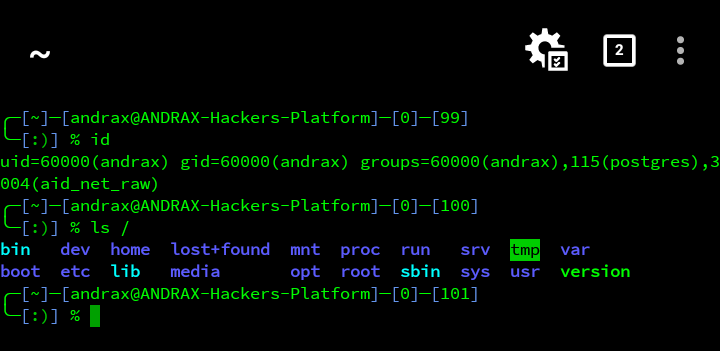 ~
2
╭─[~]─[andrax@ANDRAX-Hackers-Platform]─[0]─[99]
╰─[:)] % id
uid=60000(andrax) gid=60000(andrax) groups=60000(andrax),115(postgres),3
004(aid_net_raw)
╭─[~]─[andrax@ANDRAX-Hackers-Platform]─[0]─[100]
╰─[:)] % ls /
bin dev home lost+found mnt proc run srv tmp var
boot etc lib media opt root sbin sys usr version
╭─[~]─[andrax@ANDRAX-Hackers-Platform]─[0]─[101]
╰─[:)] %